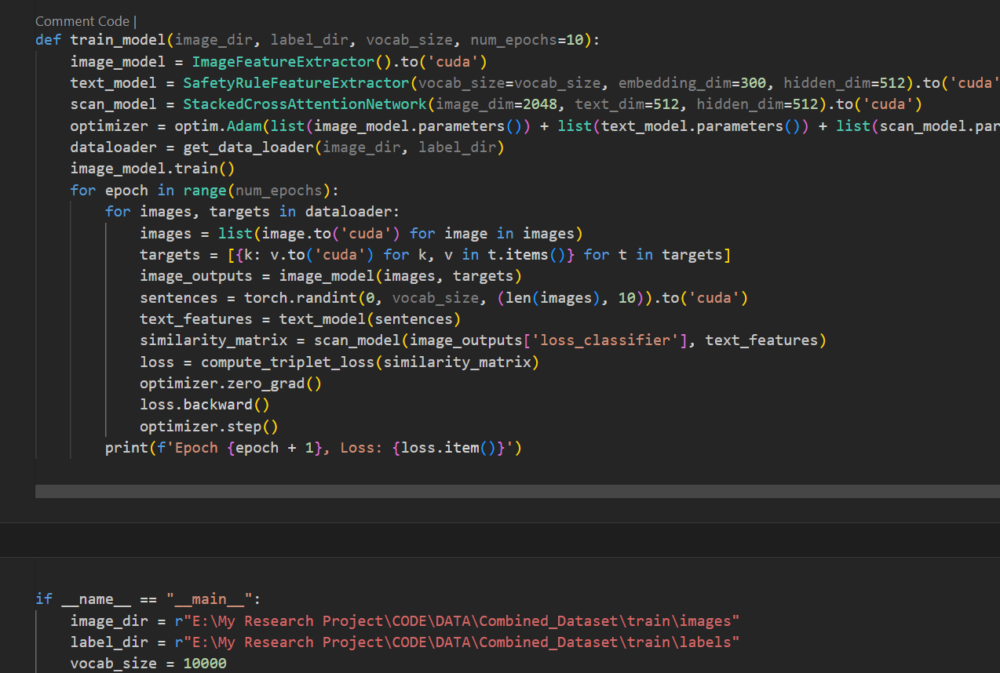 Comment Code |
def train_model(image_dir, label_dir, vocab_size, num_epochs=10):
    image_model = ImageFeatureExtractor().to('cuda')
    text_model = SafetyRuleFeatureExtractor(vocab_size=vocab_size, embedding_dim=300, hidden_dim=512).to('cuda'
    scan_model = StackedCrossAttentionNetwork(image_dim=2048, text_dim=512, hidden_dim=512).to('cuda')
    optimizer = optim.Adam(list(image_model.parameters()) + list(text_model.parameters()) + list(scan_model.par
    dataloader = get_data_loader(image_dir, label_dir)
    image_model.train()
    for epoch in range(num_epochs):
        for images, targets in dataloader:
            images = list(image.to('cuda') for image in images)
            targets = [{k: v.to('cuda') for k, v in t.items()} for t in targets]
            image_outputs = image_model(images, targets)
            sentences = torch.randint(0, vocab_size, (len(images), 10)).to('cuda')
            text_features = text_model(sentences)
            similarity_matrix = scan_model(image_outputs['loss_classifier'], text_features)
            loss = compute_triplet_loss(similarity_matrix)
            optimizer.zero_grad()
            loss.backward()
            optimizer.step()
        print(f'Epoch {epoch + 1}, Loss: {loss.item()}')
if __name__ == "__main__":
    image_dir = r"E:\My Research Project\CODE\DATA\Combined_Dataset\train\images"
    label_dir = r"E:\My Research Project\CODE\DATA\Combined_Dataset\train\labels"
    vocab_size = 10000